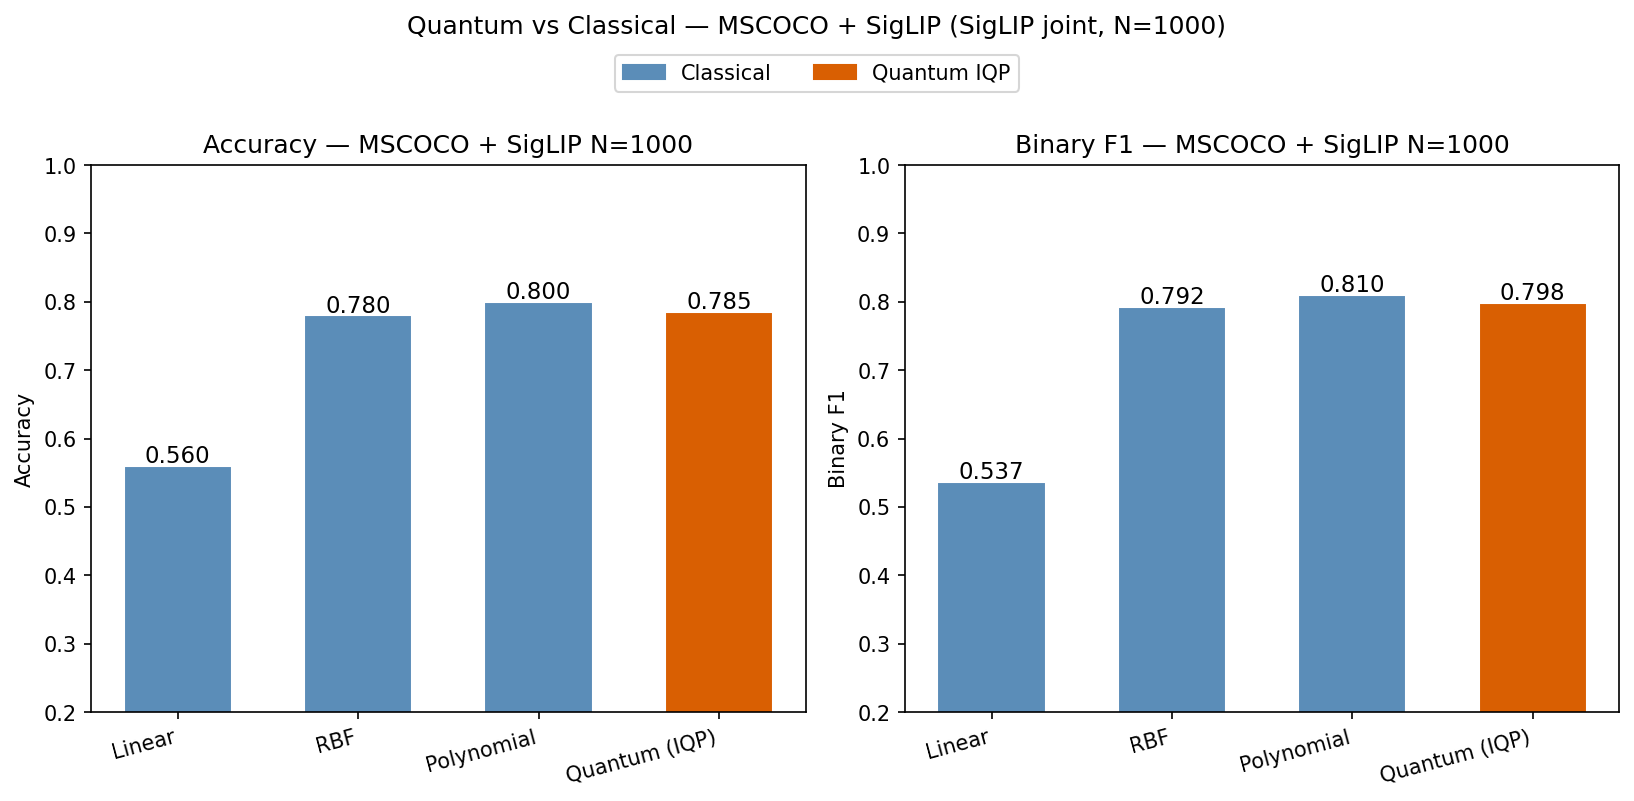 Quantum vs Classical — MSCOCO + SigLIP (SigLIP joint, N=1000)
Classical
Quantum IQP
Accuracy — MSCOCO + SigLIP N=1000
1.0
0.9
0.8
0.7
0.6
0.5
0.4
0.3
0.2
Accuracy
0.560
0.780
0.800
0.785
Linear
RBF
Polynomial
Quantum (IQP)
Binary F1 — MSCOCO + SigLIP N=1000
1.0
0.9
0.8
0.7
0.6
0.5
0.4
0.3
0.2
Binary F1
0.537
0.792
0.810
0.798
Linear
RBF
Polynomial
Quantum (IQP)